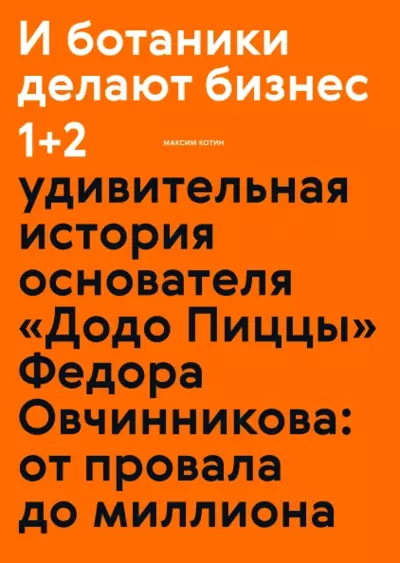 И ботаники
делают бизнес
1+2
МАКСИМ КОТИН
удивительная
история
основателя
«Додо Пиццы»
Федора
Овчинникова:
от провала
до миллиона